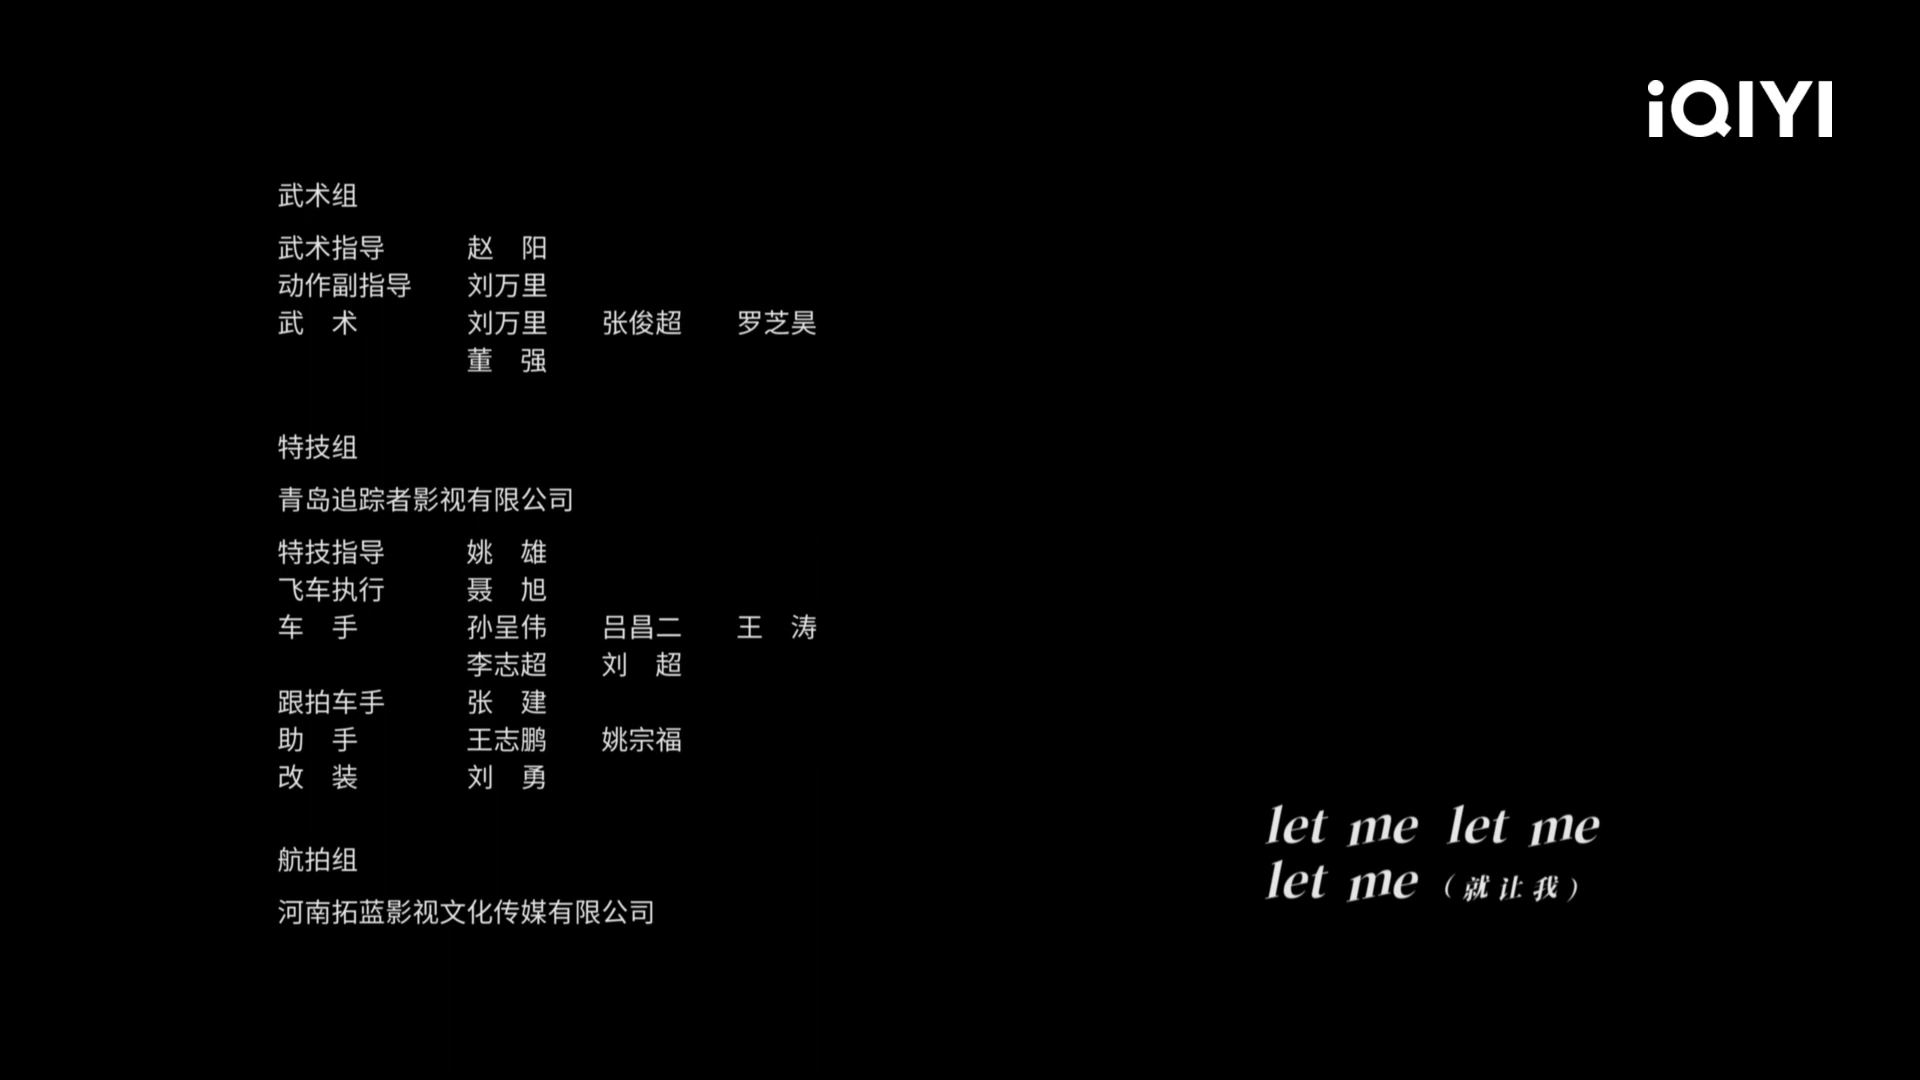 iQIYI
武术组
武术指导 赵 阳
动作副指导 刘万里
武 术 刘万里 张俊超 罗芝昊
董 强
特技组
青岛追踪者影视有限公司
特技指导 姚 雄
飞车执行 聂 旭
车 手 孙呈伟 吕昌二 王 涛
李志超 刘 超
跟拍车手 张 建
助 手 王志鹏 姚宗福
改 装 刘 勇
航拍组
河南拓蓝影视文化传媒有限公司
let me let me
let me（就让我）